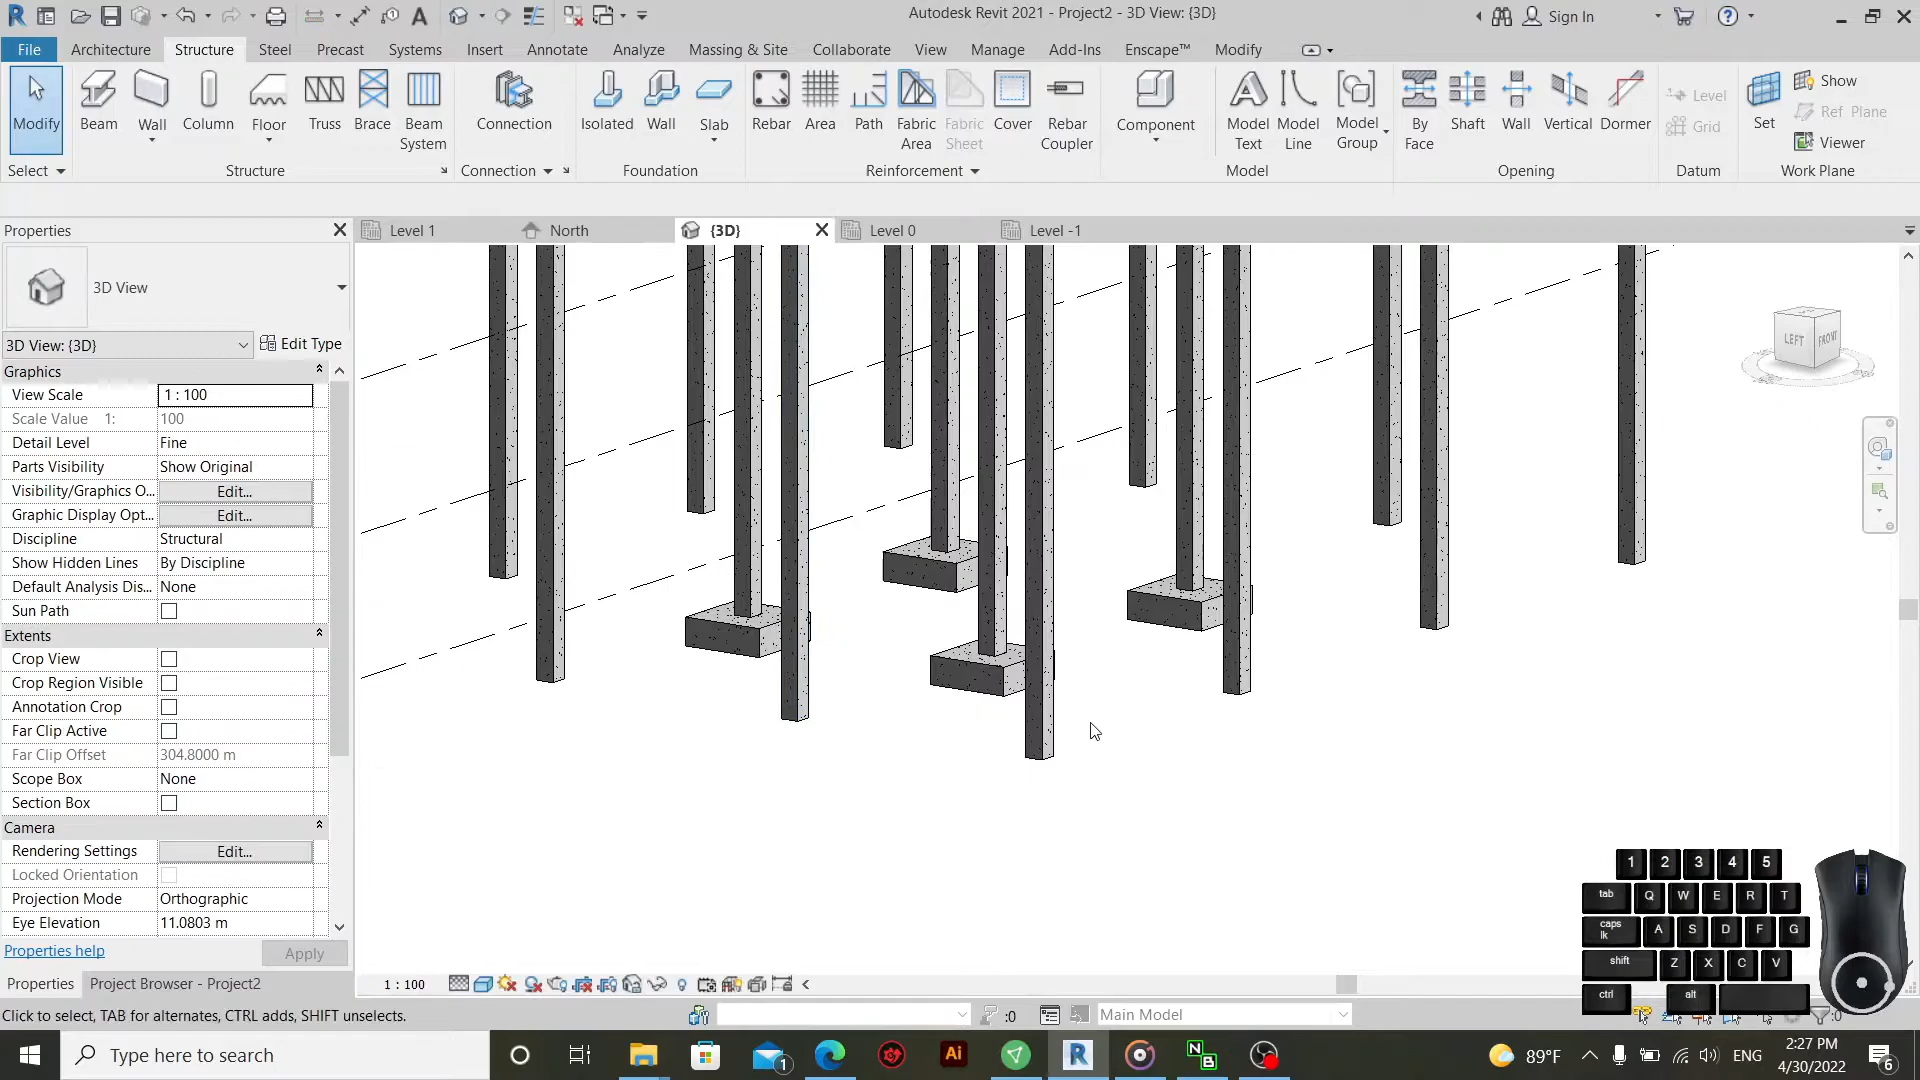 Autodesk Revit 2021 - Project2 - 3D View: {3D}
Sign In
File
Architecture
Structure
Steel
Precast
Systems
Insert
Annotate
Analyze
Massing & Site
Collaborate
View
Manage
Add-Ins
Enscape™
Modify
Modify
Beam
Wall
Column
Floor
Truss
Brace
Beam
System
Connection
Isolated
Wall
Slab
Rebar
Area
Path
Fabric
Area
Fabric
Sheet
Cover
Rebar
Coupler
Component
Model
Text
Model
Line
Model
Group
By
Face
Shaft
Wall
Vertical
Dormer
Level
Grid
Set
Show
Ref Plane
Viewer
Select
Structure
Connection
Foundation
Reinforcement
Model
Opening
Datum
Work Plane
Properties
Level 1
North
{3D}
Level 0
Level -1
3D View
3D View: {3D}
Edit Type
Graphics
View Scale 1 : 100
Scale Value 1: 100
Detail Level Fine
Parts Visibility Show Original
Visibility/Graphics O... Edit...
Graphic Display Opt... Edit...
Discipline Structural
Show Hidden Lines By Discipline
Default Analysis Dis... None
Sun Path
Extents
Crop View
Crop Region Visible
Annotation Crop
Far Clip Active
Far Clip Offset 304.8000 m
Scope Box None
Section Box
Camera
Rendering Settings Edit...
Locked Orientation
Projection Mode Orthographic
Eye Elevation 11.0803 m
Properties help
Apply
Properties
Project Browser - Project2
LEFT
FRONT
1 : 100
Click to select, TAB for alternates, CTRL adds, SHIFT unselects.
:0
Main Model
:0
1 2 3 4 5
tab Q W E R T
caps lk A S D F G
shift Z X C V
ctrl alt
Type here to search
1
Ai
R
N
B
89°F
ENG
2:27 PM
4/30/2022
6